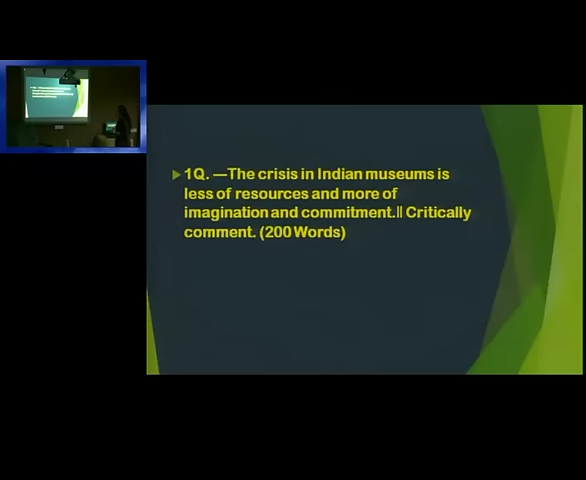 1Q. —The crisis in Indian museums is
less of resources and more of
imagination and commitment.‖ Critically
comment. (200 Words)